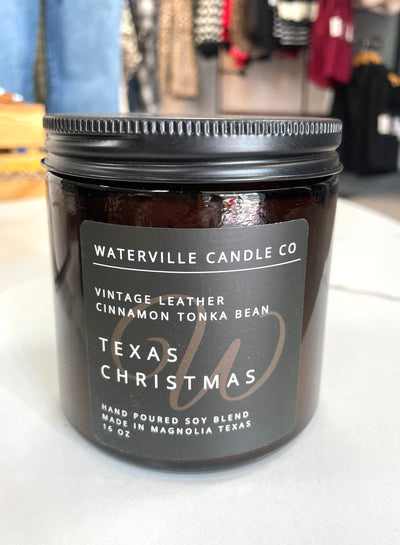 WATERVILLE CANDLE CO
VINTAGE LEATHER
CINNAMON TONKA BEAN
W
TEXAS
CHRISTMAS
HAND POURED SOY BLEND
MADE IN MAGNOLIA TEXAS
16 OZ